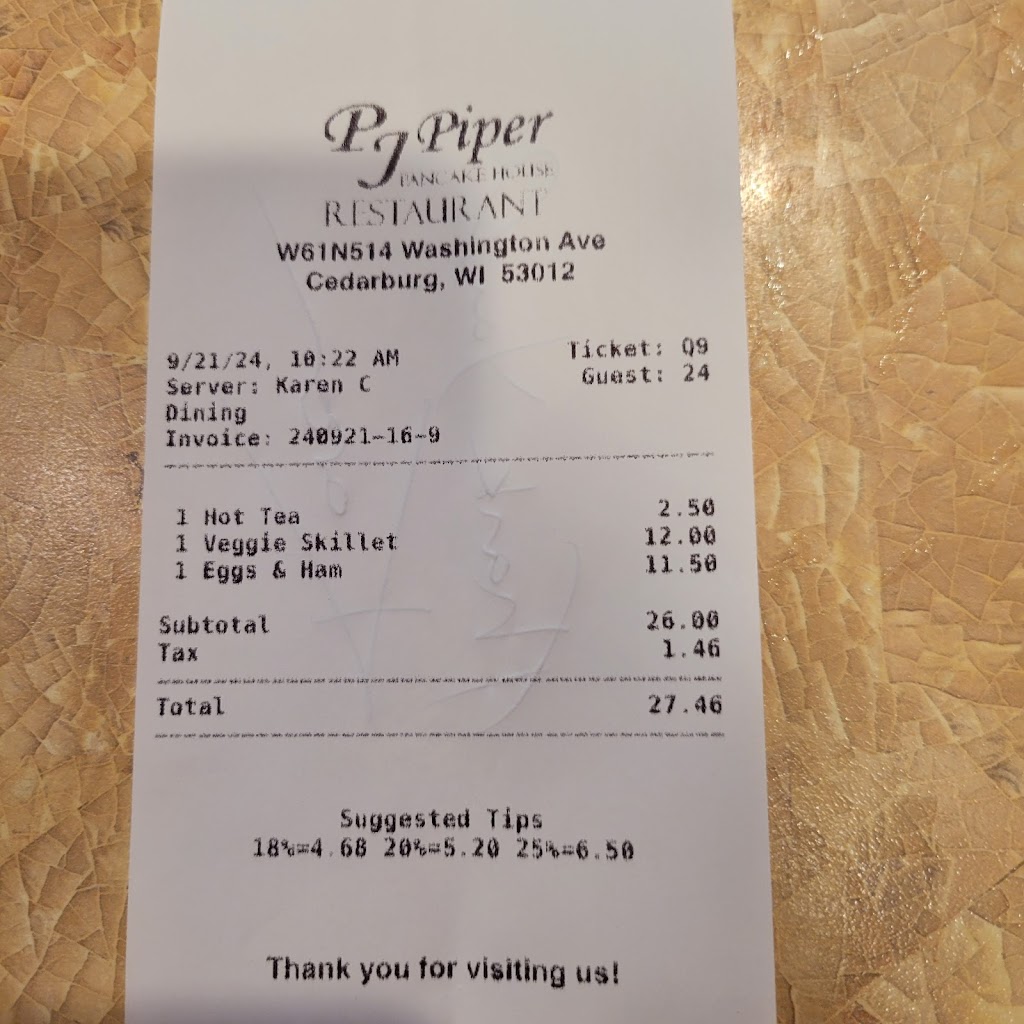 PJ Piper
PANCAKE HOUSE
RESTAURANT
W61N514 Washington Ave
Cedarburg, WI 53012
9/21/24, 10:22 AM Ticket: Q9
Server: Karen C Guest: 24
Dining
Invoice: 240921-16-9
1 Hot Tea 2.50
1 Veggie Skillet 12.00
1 Eggs & Ham 11.50
Subtotal 26.00
Tax 1.46
Total 27.46
Suggested Tips
18%=4.68 20%=5.20 25%=6.50
Thank you for visiting us!